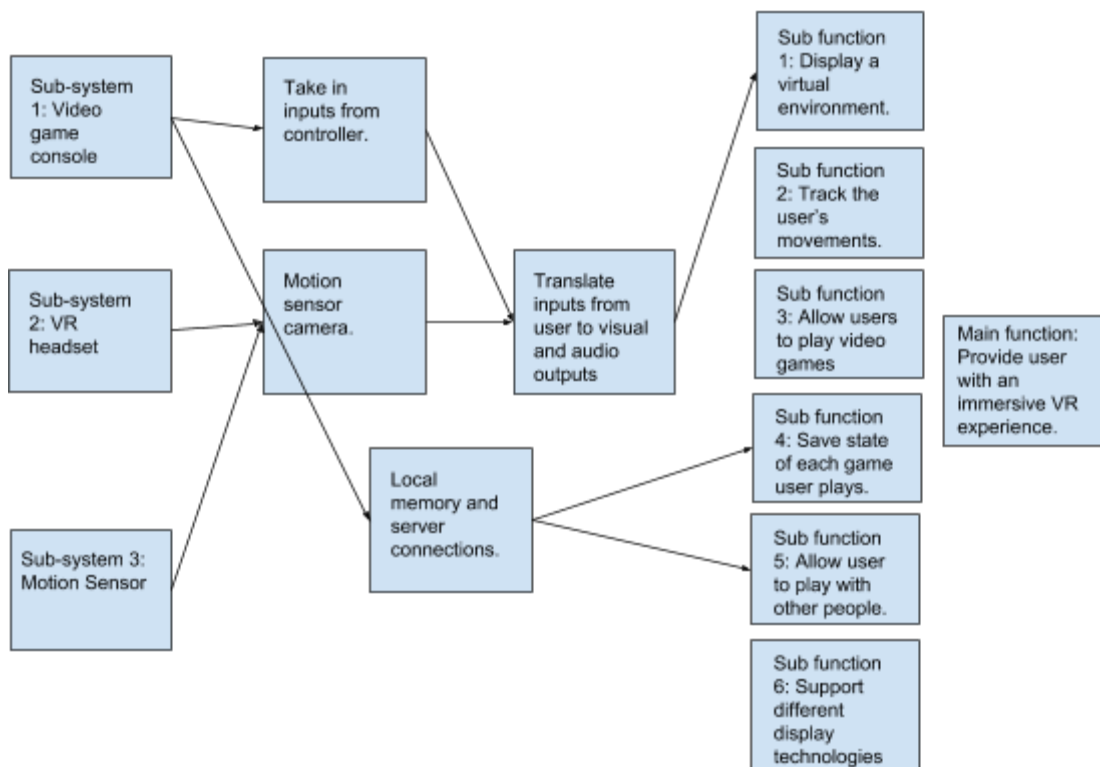 Sub-system
1: Video
game
console
Sub-system
2: VR
headset
Sub-system 3:
Motion Sensor
Take in
inputs from
controller.
Motion
sensor
camera.
Local
memory and
server
connections.
Translate
inputs from
user to visual
and audio
outputs
Sub function
1: Display a
virtual
environment.
Sub function
2: Track the
user's
movements.
Sub function
3: Allow users
to play video
games
Sub function
4: Save state
of each game
user plays.
Sub function
5: Allow user
to play with
other people.
Sub function
6: Support
different
display
technologies
Main function:
Provide user
with an
immersive VR
experience.